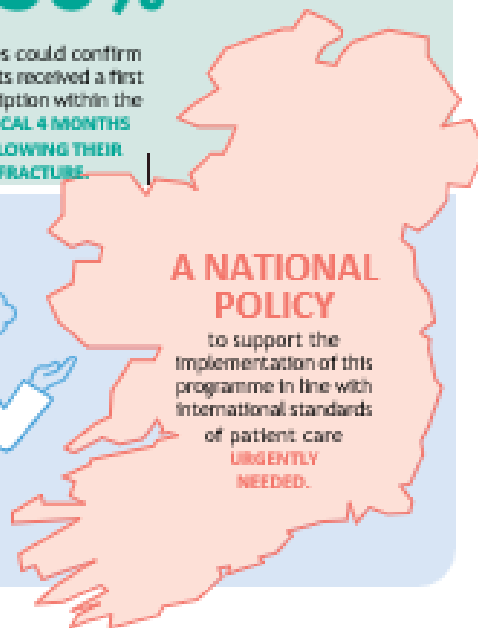 %
s could confirm
ts received a first
iption within the
CAL 4 MONTHS
LOWING THEIR
FRACTURE.
A NATIONAL
POLICY
to support the
implementation of this
programme in line with
international standards
of patient care
URGENTLY
NEEDED.